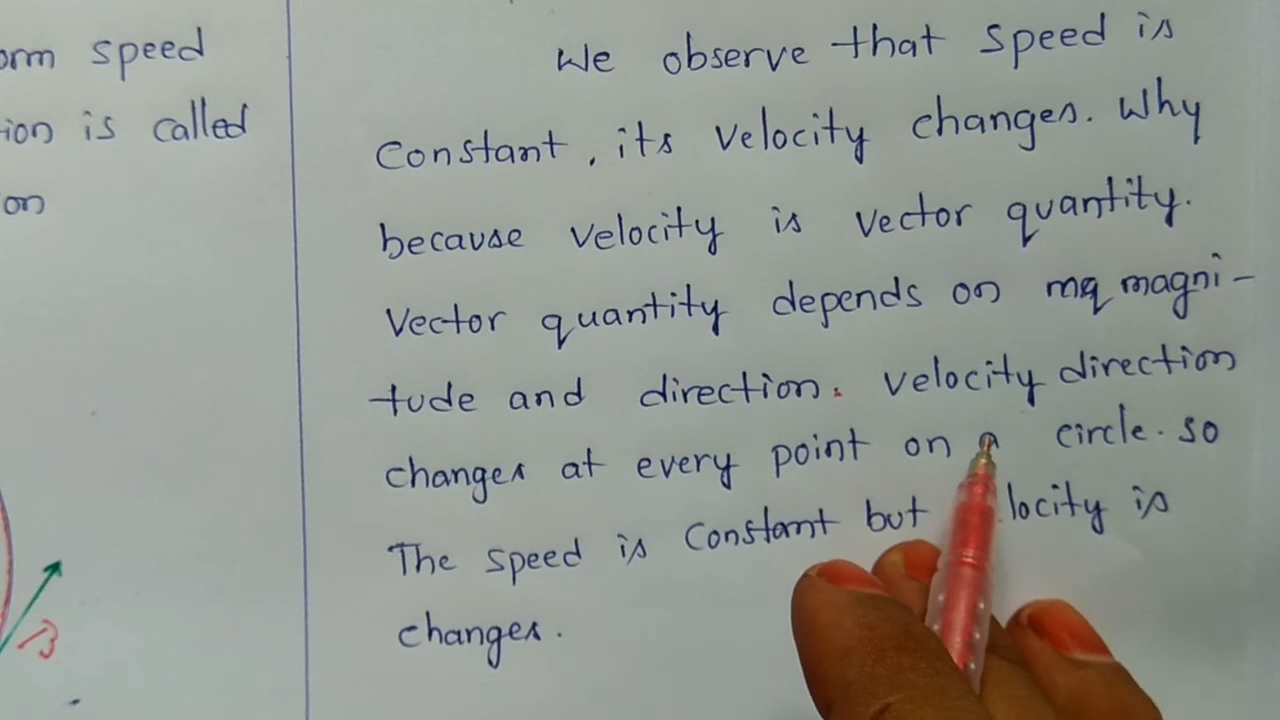 orm speed
ion is called
on
We observe that speed is
constant, its velocity changes. Why
because velocity is vector quantity.
Vector quantity depends on mq magni-
tude and direction. velocity direction
changes at every point on a circle. so
The speed is constant but locity is
changes.
B